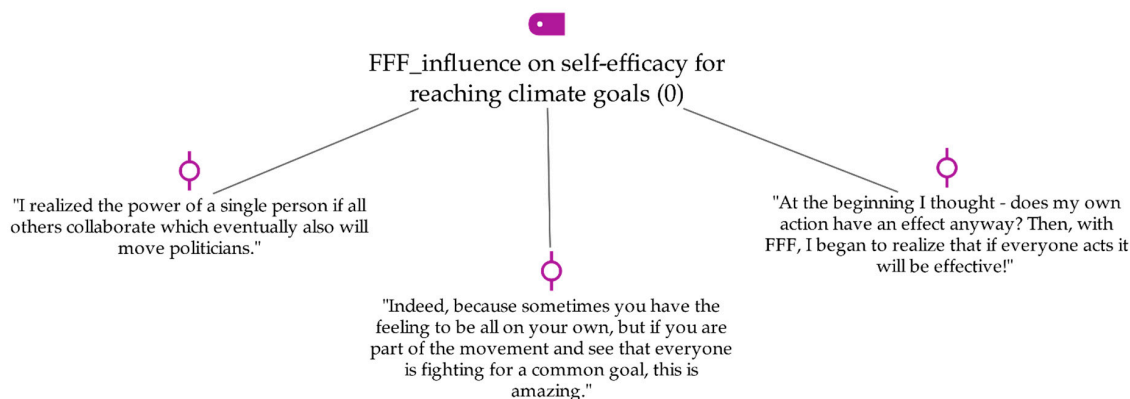 FFF_influence on self-efficacy for
reaching climate goals (0)
"I realized the power of a single person if all
others collaborate which eventually also will
move politicians."
"Indeed, because sometimes you have the
feeling to be all on your own, but if you are
part of the movement and see that everyone
is fighting for a common goal, this is
amazing."
"At the beginning I thought - does my own
action have an effect anyway? Then, with
FFF, I began to realize that if everyone acts it
will be effective!"